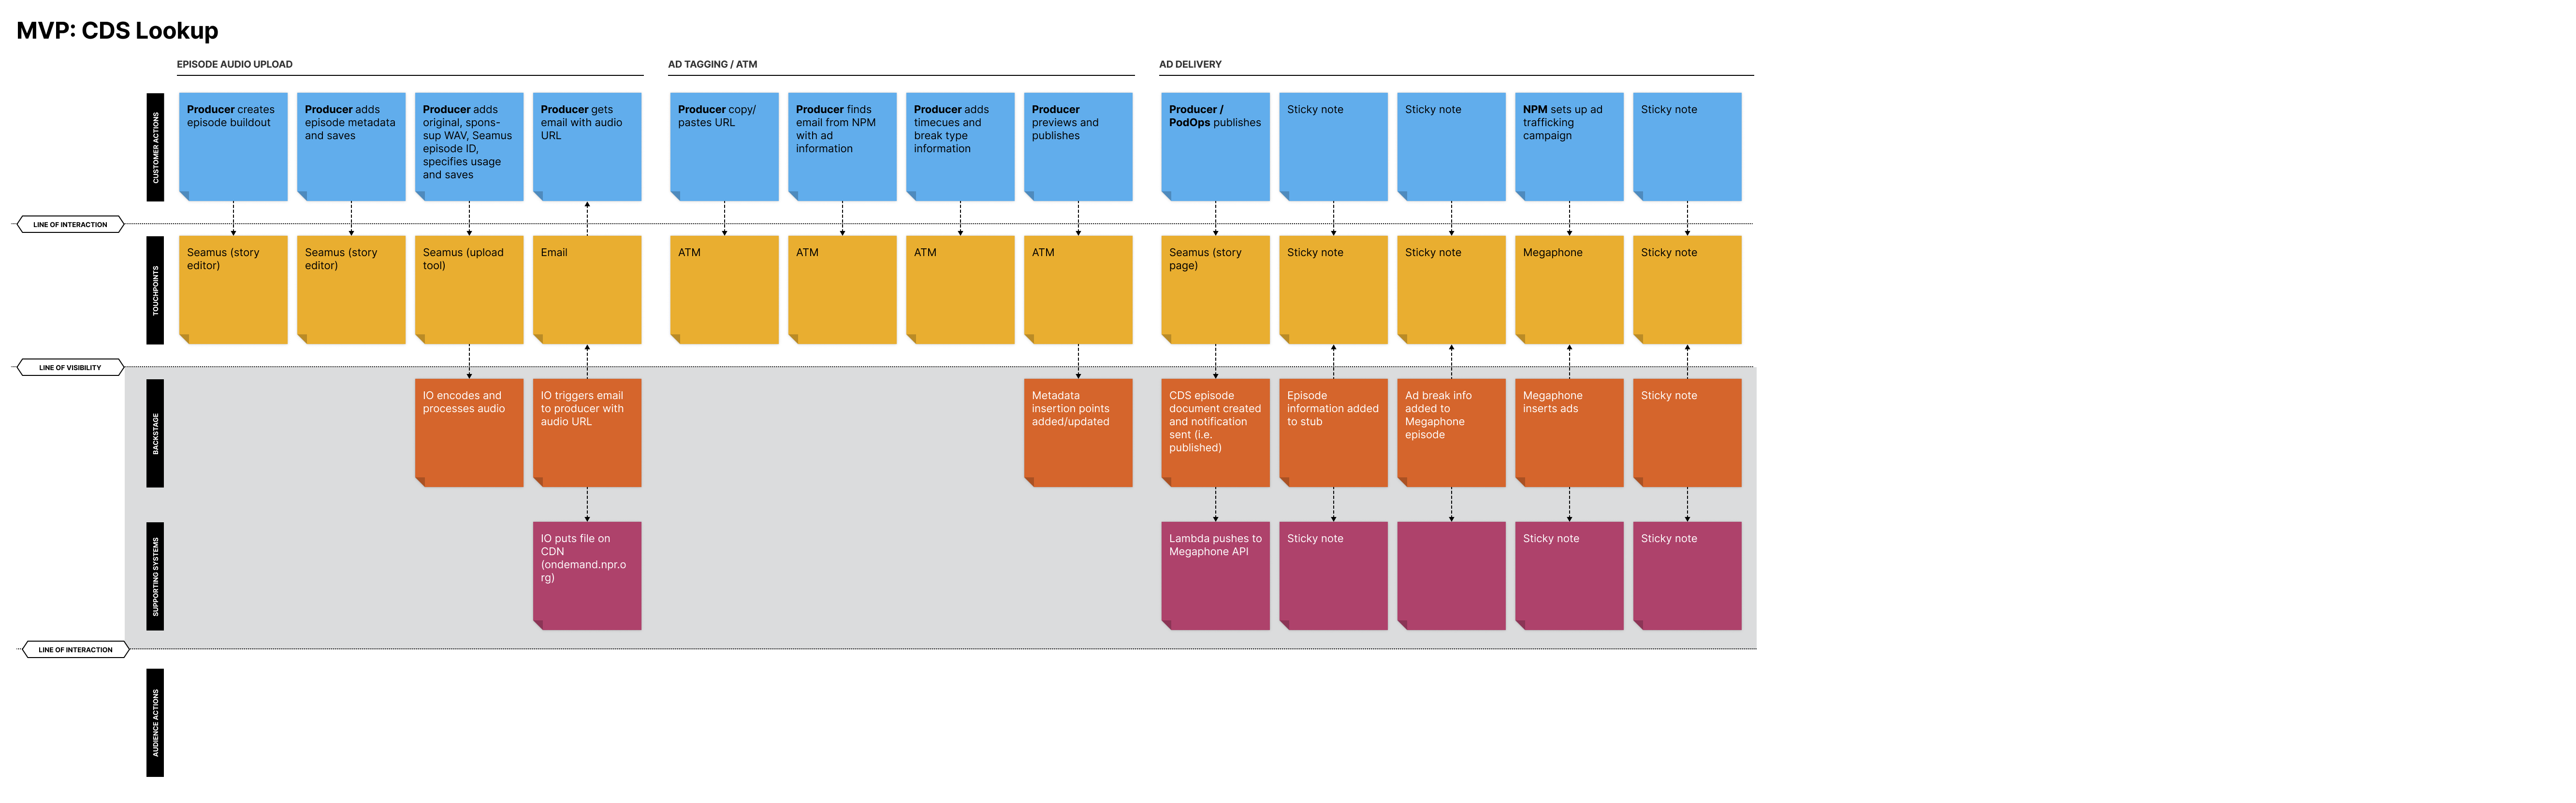 MVP: CDS Lookup
EPISODE AUDIO UPLOAD
AD TAGGING / ATM
AD DELIVERY
CUSTOMER ACTIONS
Producer creates
episode buildout
Producer adds
episode metadata
and saves
Producer adds
original, spons-
sup WAV, Seamus
episode ID,
specifies usage
and saves
Producer gets
email with audio
URL
Producer copy/
pastes URL
Producer finds
email from NPM
with ad
information
Producer adds
timecues and
break type
information
Producer
previews and
publishes
Producer /
PodOps publishes
Sticky note
Sticky note
NPM sets up ad
trafficking
campaign
Sticky note
LINE OF INTERACTION
TOUCHPOINTS
Seamus (story
editor)
Seamus (story
editor)
Seamus (upload
tool)
Email
ATM
ATM
ATM
ATM
Seamus (story
page)
Sticky note
Sticky note
Megaphone
Sticky note
LINE OF VISIBILITY
BACKSTAGE
IO encodes and
processes audio
IO triggers email
to producer with
audio URL
Metadata
insertion points
added/updated
CDS episode
document created
and notification
sent (i.e.
published)
Episode
information added
to stub
Ad break info
added to
Megaphone
episode
Megaphone
inserts ads
Sticky note
SUPPORTING SYSTEMS
IO puts file on
CDN
(ondemand.npr.o
rg)
Lambda pushes to
Megaphone API
Sticky note
Sticky note
Sticky note
LINE OF INTERACTION
AUDIENCE ACTIONS